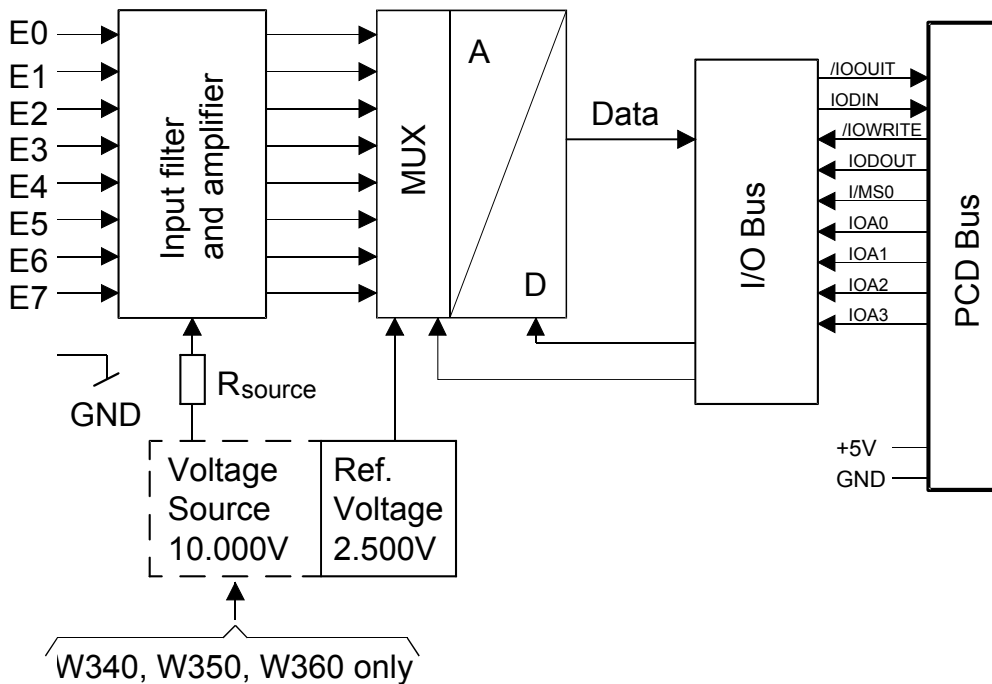 E0
E1
E2
E3
E4
E5
E6
E7
GND
Input filter
and amplifier
Rsource
Voltage
Source
10.000V
Ref.
Voltage
2.500V
W340, W350, W360 only
MUX
A
D
Data
I/O Bus
/IOOUIT
IODIN
/IOWRITE
IODOUT
I/MS0
IOA0
IOA1
IOA2
IOA3
+5V
GND
PCD Bus